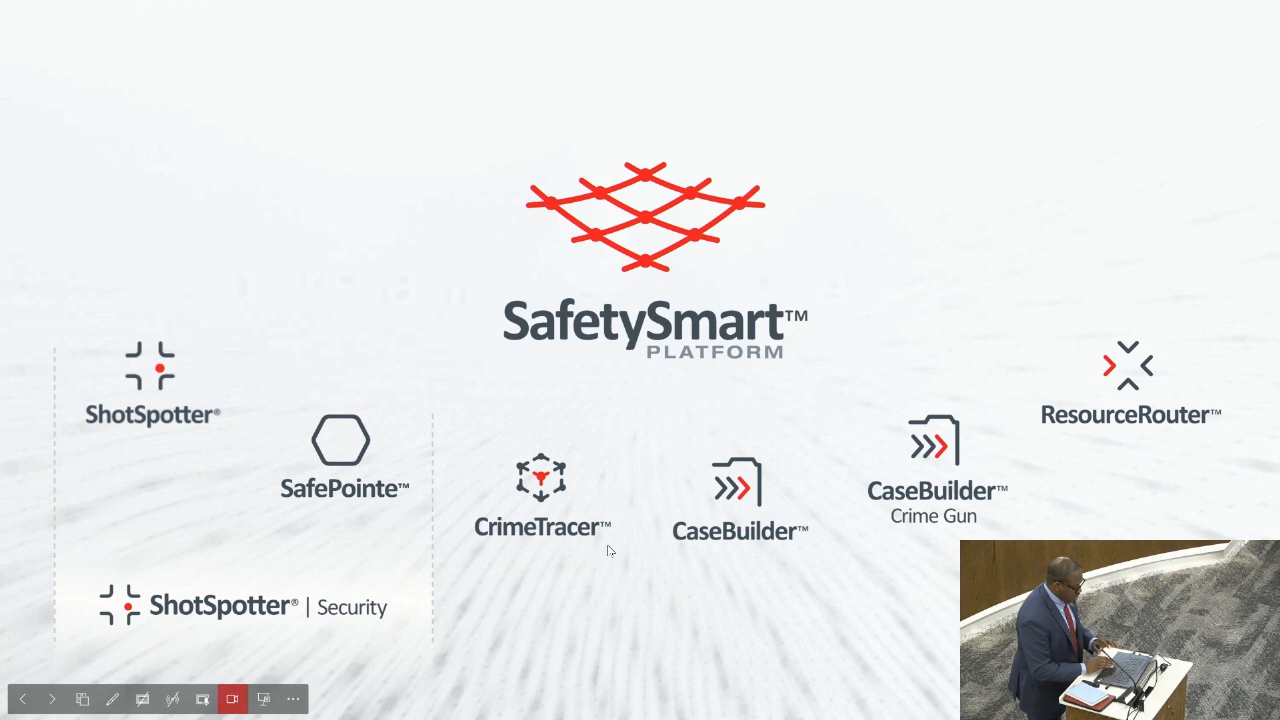 SafetySmart™
PLATFORM
ShotSpotter®
SafePointe™
CrimeTracer™
CaseBuilder™
CaseBuilder™
Crime Gun
ResourceRouter™
ShotSpotter® | Security